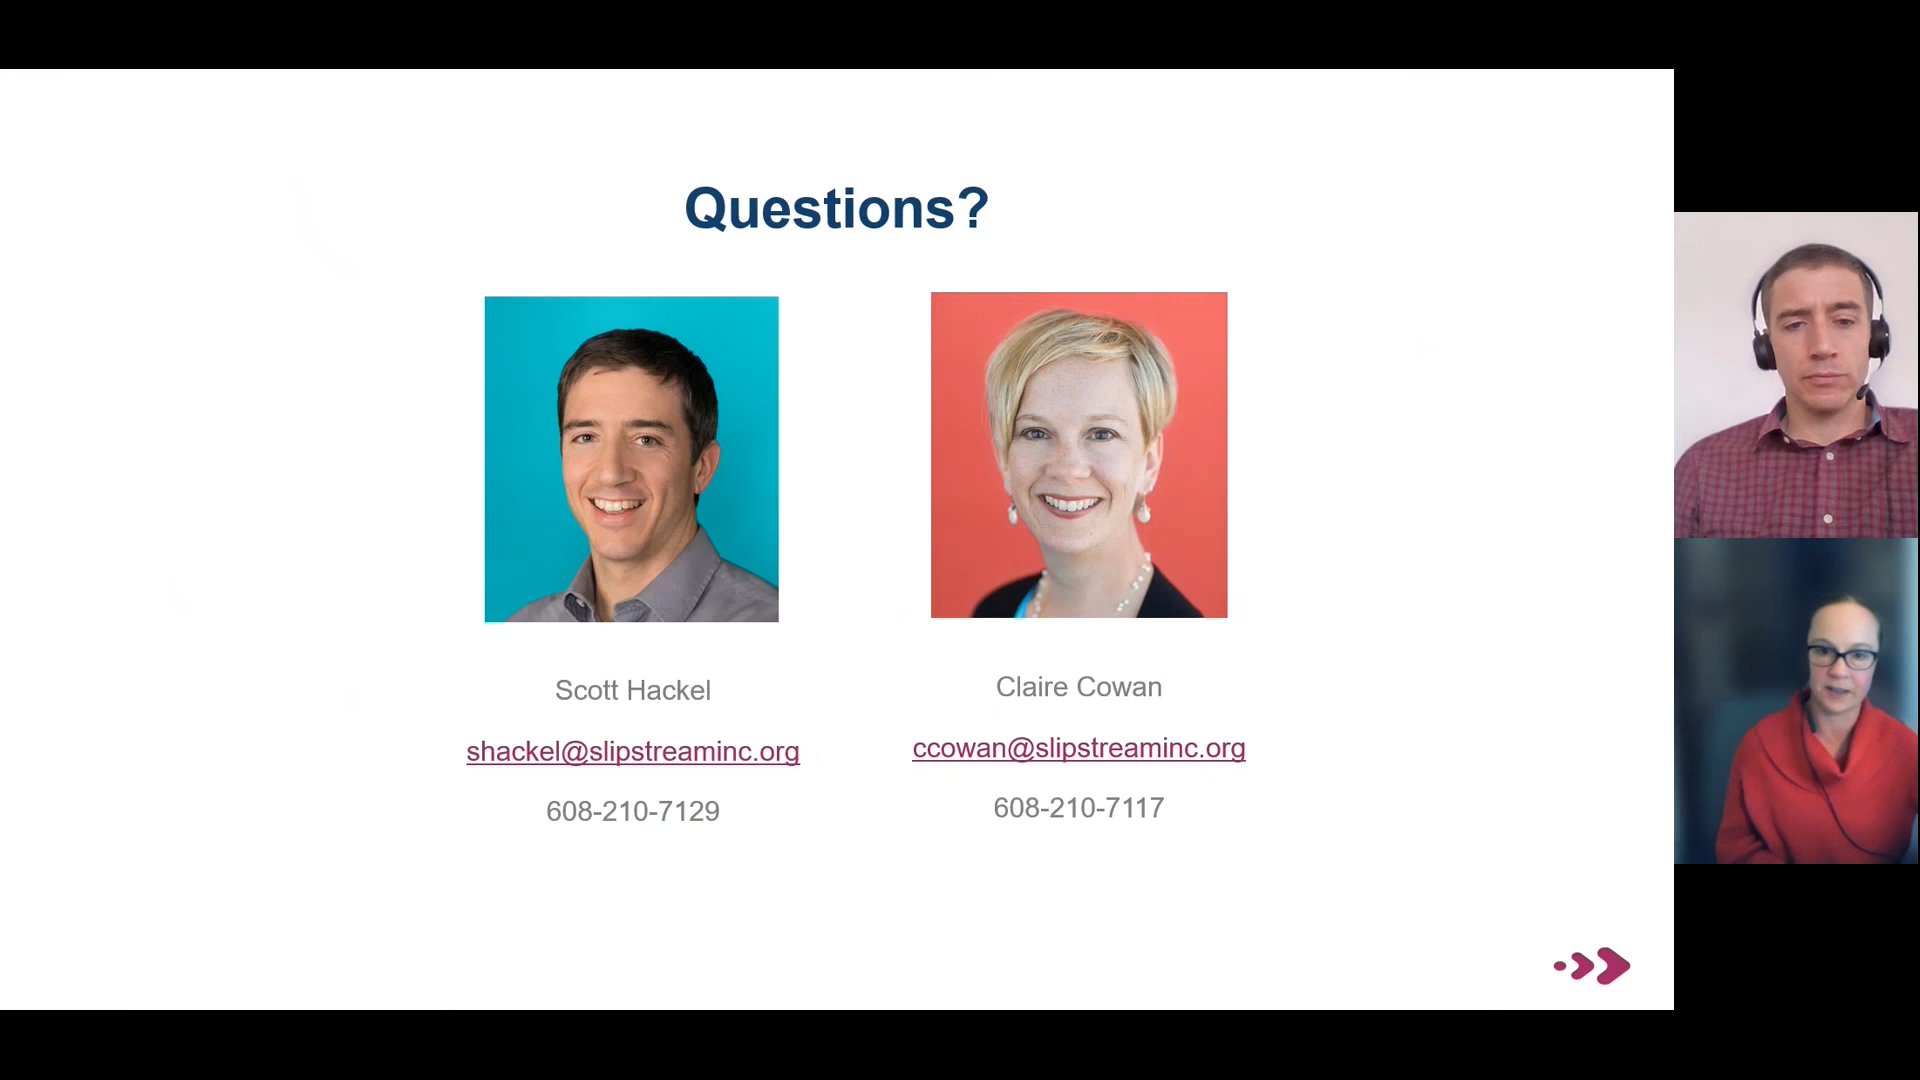 Questions?
Scott Hackel
shackel@slipstreaminc.org
608-210-7129
Claire Cowan
ccowan@slipstreaminc.org
608-210-7117